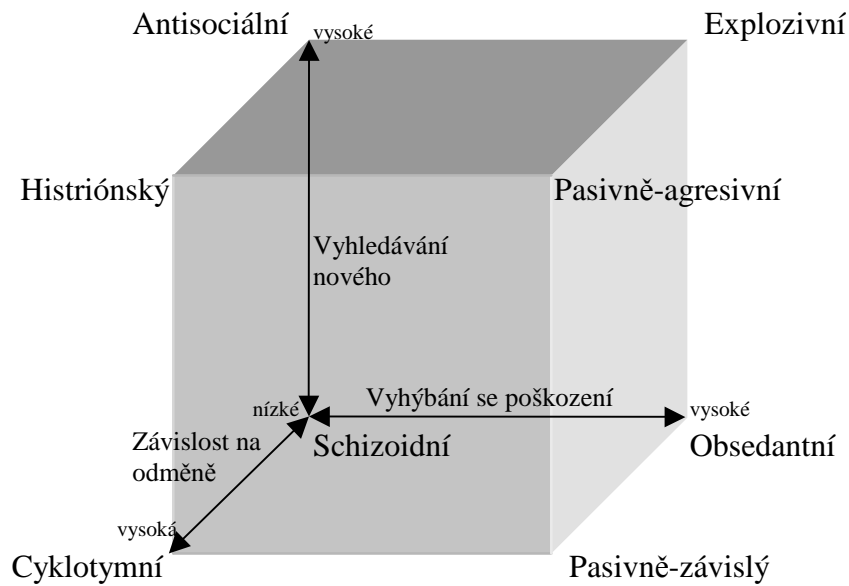 Antisociální
vysoké
Explozivní
Histriónský
Pasivně-agresivní
Vyhledávání
nového
nízké
Vyhýbání se poškození
vysoké
Závislost na
odměně
Schizoidní
Obsedantní
vysoká
Cyklotymní
Pasivně-závislý